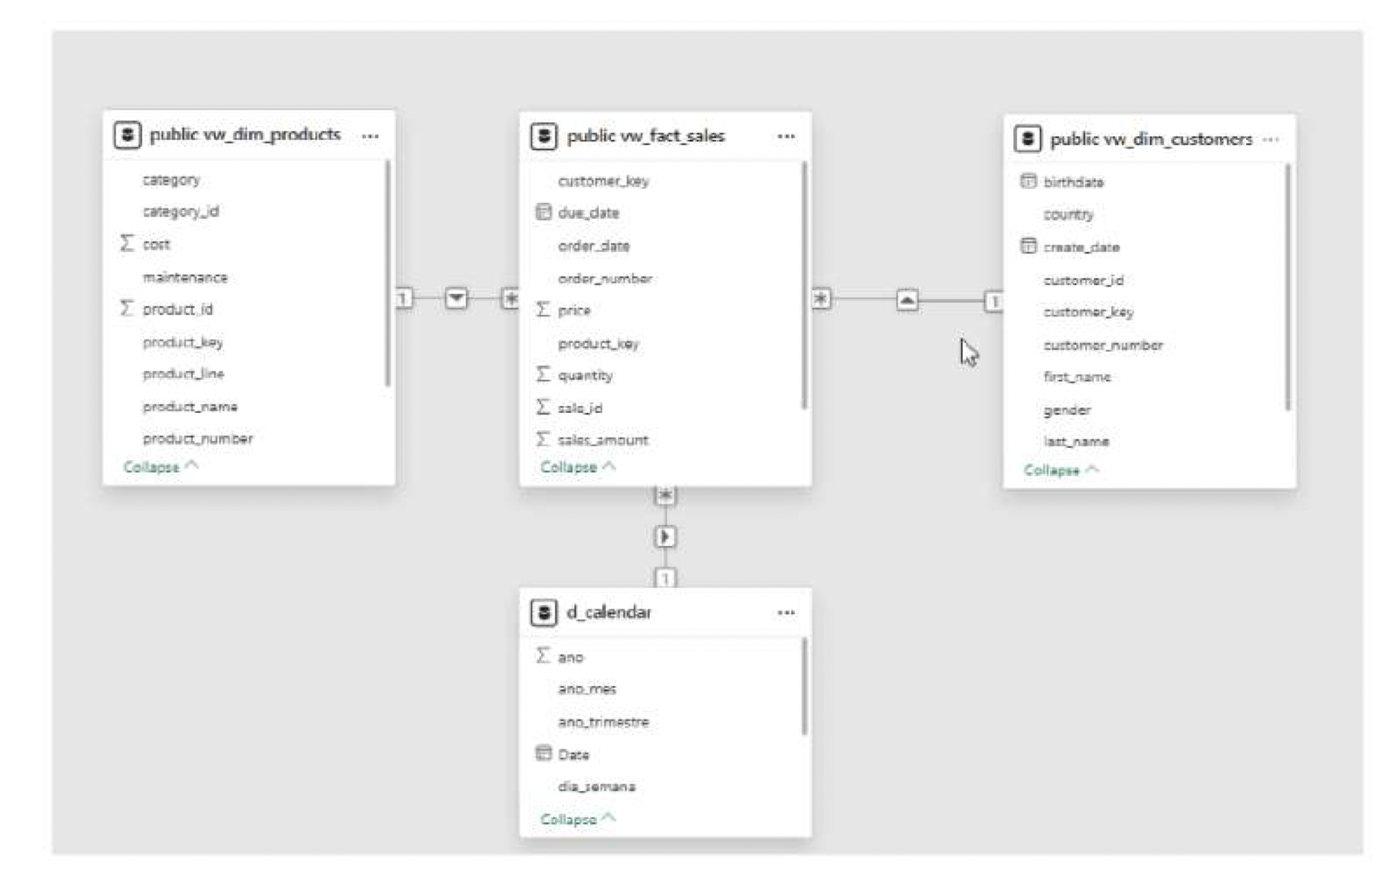 public vw_dim_products
category
category_id
cost
maintenance
product_id
product_key
product_line
product_name
product_number
Collapse
public vw_fact_sales
customer_key
due_date
order_date
order_number
price
product_key
quantity
sale_id
sales_amount
Collapse
public vw_dim_customers
birthdate
country
create_date
customer_id
customer_key
customer_number
first_name
gender
last_name
Collapse
1
*
*
1
*
1
d_calendar
ano
ano_mes
ano_trimestre
Date
dia_semana
Collapse